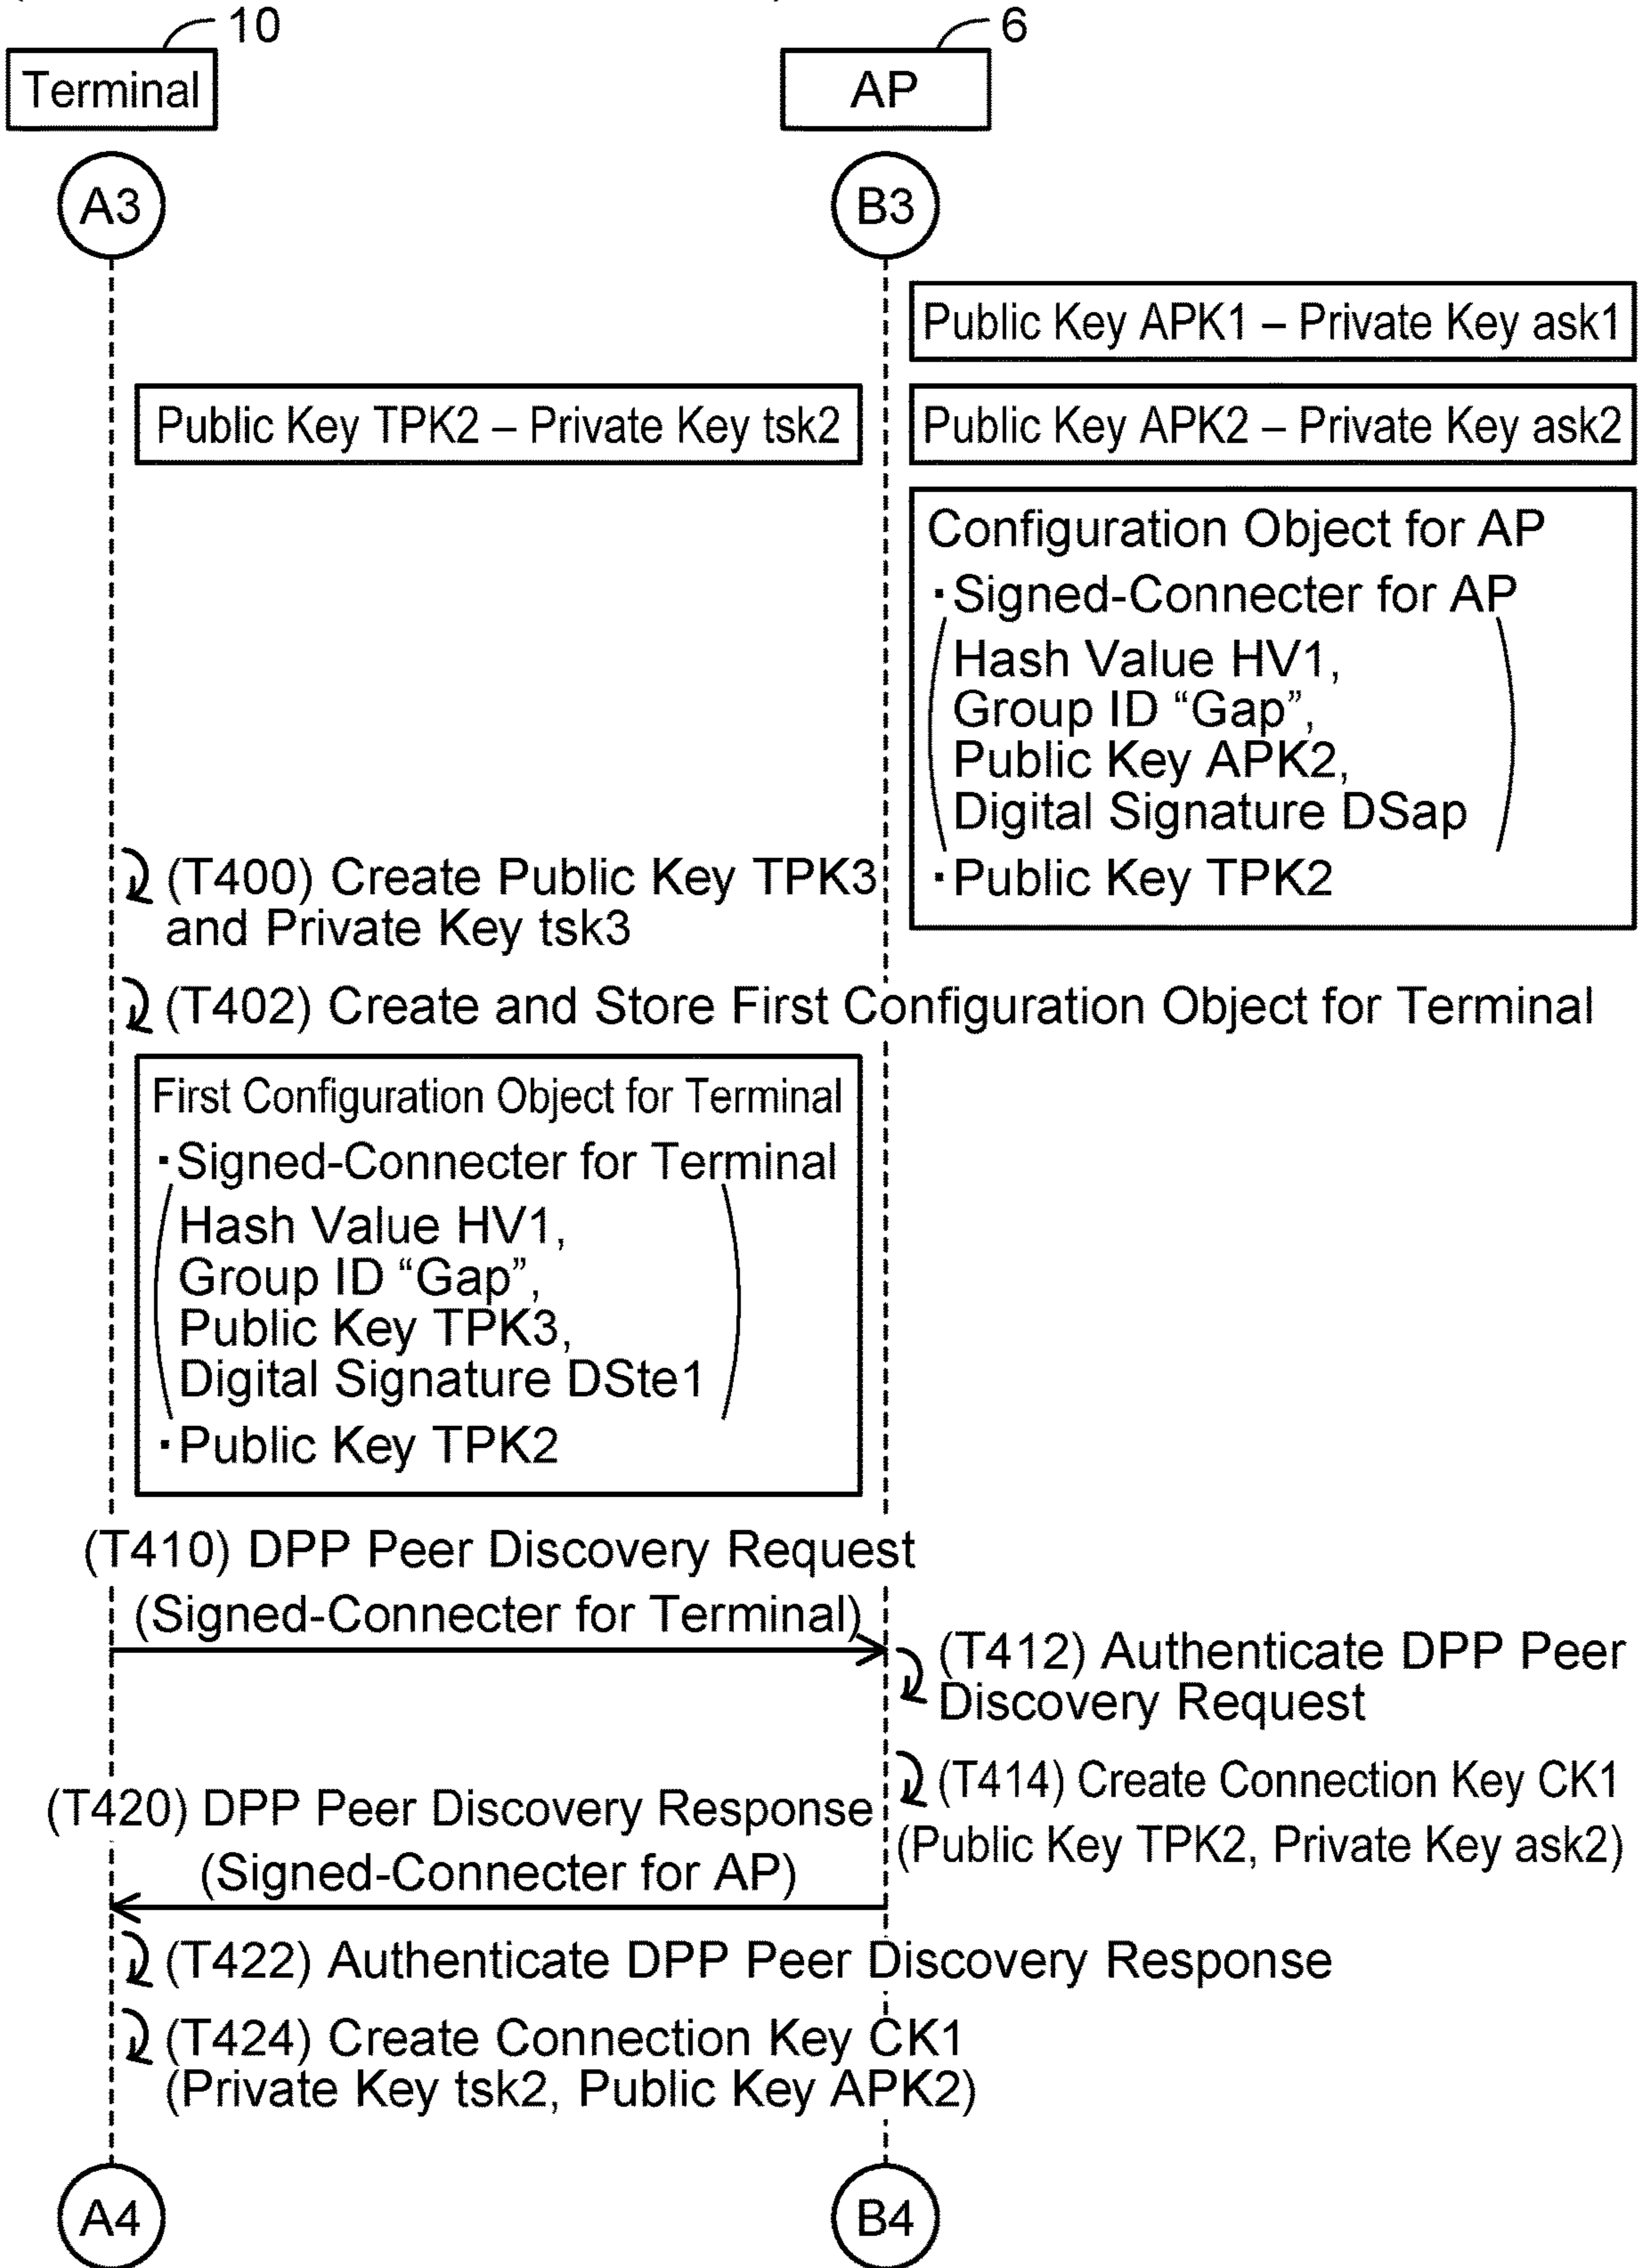 10
6
Terminal
AP
A3
B3
Public Key APK1 – Private Key ask1
Public Key TPK2 – Private Key tsk2
Public Key APK2 – Private Key ask2
Configuration Object for AP
・Signed-Connecter for AP
Hash Value HV1,
Group ID “Gap”,
Public Key APK2,
Digital Signature DSap
・Public Key TPK2
(T400) Create Public Key TPK3
and Private Key tsk3
(T402) Create and Store First Configuration Object for Terminal
First Configuration Object for Terminal
・Signed-Connecter for Terminal
Hash Value HV1,
Group ID “Gap”,
Public Key TPK3,
Digital Signature DSte1
・Public Key TPK2
(T410) DPP Peer Discovery Request
(Signed-Connecter for Terminal)
(T412) Authenticate DPP Peer
Discovery Request
(T414) Create Connection Key CK1
(Public Key TPK2, Private Key ask2)
(T420) DPP Peer Discovery Response
(Signed-Connecter for AP)
(T422) Authenticate DPP Peer Discovery Response
(T424) Create Connection Key CK1
(Private Key tsk2, Public Key APK2)
A4
B4